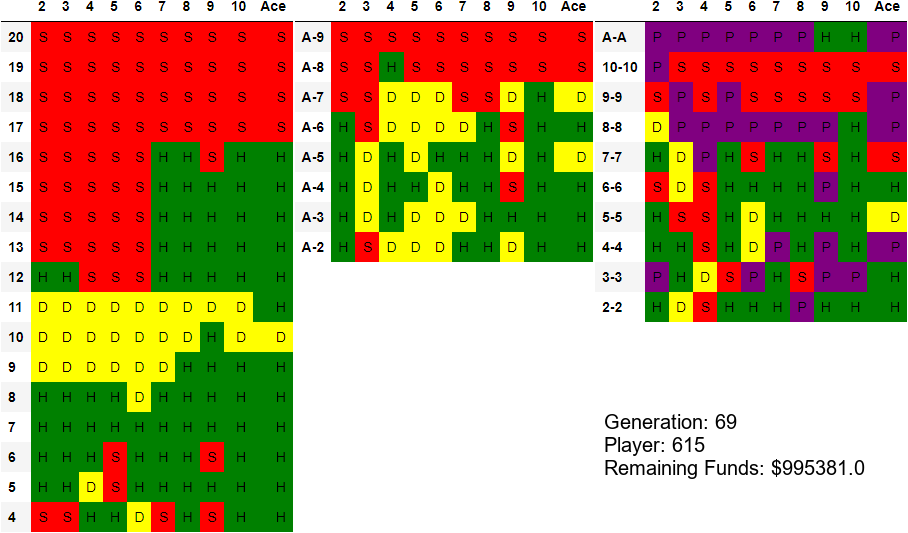 2 3 4 5 6 7 8 9 10 Ace
20 S S S S S S S S S S
19 S S S S S S S S S S
18 S S S S S S S S S S
17 S S S S S S S S S S
16 S S S S S H H S H H
15 S S S S S H H H H H
14 S S S S S H H H H H
13 S S S S S H H H H H
12 H H S S S H H H H H
11 D D D D D D D D D H
10 D D D D D D D H D D
9 D D D D D D H H H H
8 H H H H D H H H H H
7 H H H H H H H H H H
6 H H H S H H H S H H
5 H H D S H H H H H H
4 S S H H D S H S H H
2 3 4 5 6 7 8 9 10 Ace
A-9 S S S S S S S S S S
A-8 S S H S S S S S S S
A-7 S S D D D S S D H D
A-6 H S D D D D H S H H
A-5 H D H D H H H D H D
A-4 H D H H D H H S H H
A-3 H D H D D D H H H H
A-2 H S D D D H H D H H
2 3 4 5 6 7 8 9 10 Ace
A-A P P P P P P P H H P
10-10 P S S S S S S S S S
9-9 S P S P S S S S S P
8-8 D P P P P P P P H P
7-7 H D P H S H H S H S
6-6 S D S H H H H P H H
5-5 H S S H D H H H H D
4-4 H H S H D P H P H P
3-3 P H D S P H S P P H
2-2 H D S H H H P H H H
Generation: 69
Player: 615
Remaining Funds: $995381.0